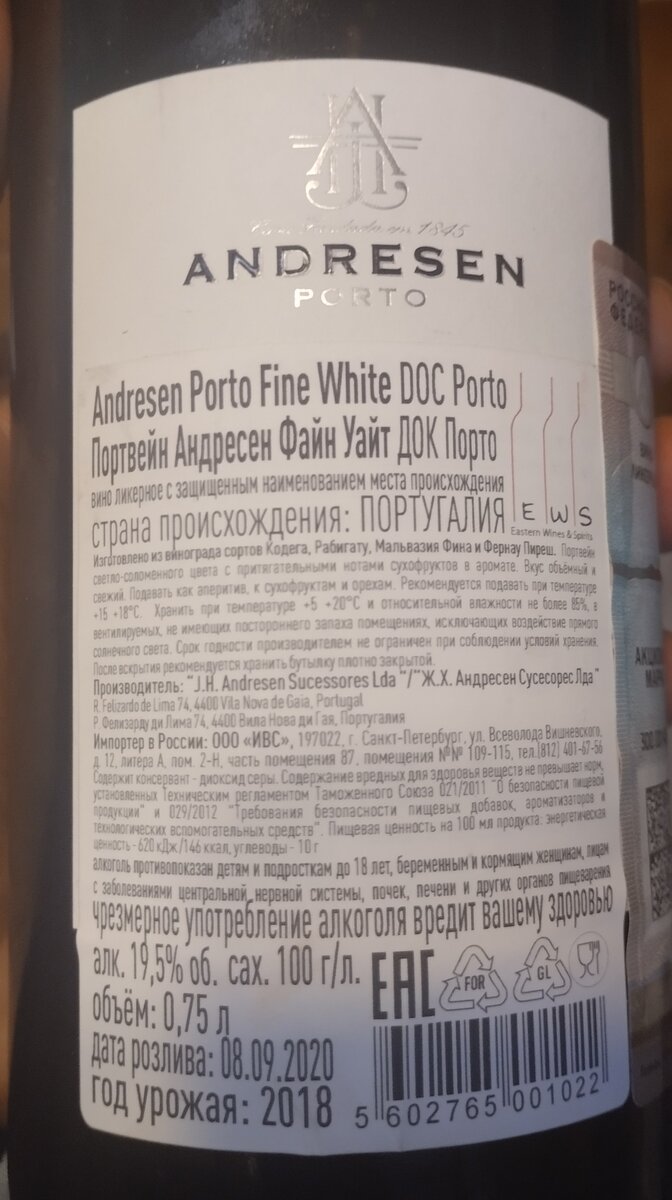 1845
ANDRESEN
PORTO
Andresen Porto Fine White DOC Porto
Портвейн Андресен Файн Уайт ДОК Порто
вино ликерное с защищенным наименованием места происхождения
страна происхождения: ПОРТУГАЛИЯ
E W S
Eastern Wines & Spirits
Изготовлено из винограда сортов Кодега, Рабигату, Мальвазия Фина и Фернау Пиреш. Портвейн
светло-соломенного цвета с притягательными нотами сухофруктов в аромате. Вкус объёмный и
свежий. Подавать как аперитив, к сухофруктам и орехам. Рекомендуется подавать при температуре
+16 +18°С. Хранить при температуре +5 +20°С и относительной влажности не более 85%, в
вентилируемых, не имеющих постороннего запаха помещениях, исключающих воздействие прямого
солнечного света. Срок годности производителем не ограничен при соблюдении условий хранения.
После вскрытия рекомендуется хранить бутылку плотно закрытой.
Производитель: "J.H. Andresen Sucessores Lda"/"Ж.Х. Андресен Сусесорес Лда"
R. Felizardo de Lima 74, 4400 Vila Nova de Gaia, Portugal
Р. Фелизарду ди Лима 74, 4400 Вила Нова ди Гая, Португалия
Импортер в России: ООО «ИВС», 197022, г. Санкт-Петербург, ул. Всеволода Вишневского,
д. 12, литера А, пом. 2-Н, часть помещения 87, помещения №№ 109-115, тел.(812) 401-67-56
Содержит консервант - диоксид серы. Содержание вредных для здоровья веществ не превышает норм,
установленных Техническим регламентом Таможенного Союза 021/2011 "О безопасности пищевой
продукции" и 029/2012 "Требования безопасности пищевых добавок, ароматизаторов и
технологических вспомогательных средств". Пищевая ценность на 100 мл продукта: энергетическая
ценность - 620 кДж/146 ккал, углеводы - 10 г
алкоголь противопоказан детям и подросткам до 18 лет, беременным и кормящим женщинам, лицам
с заболеваниями центральной нервной системы, почек, печени и других органов пищеварения
чрезмерное употребление алкоголя вредит вашему здоровью
алк. 19,5% об. сах. 100 г/л.
объём: 0,75 л
дата розлива: 08.09.2020
год урожая: 2018
EAC
FOR
GL
5 602765 001022